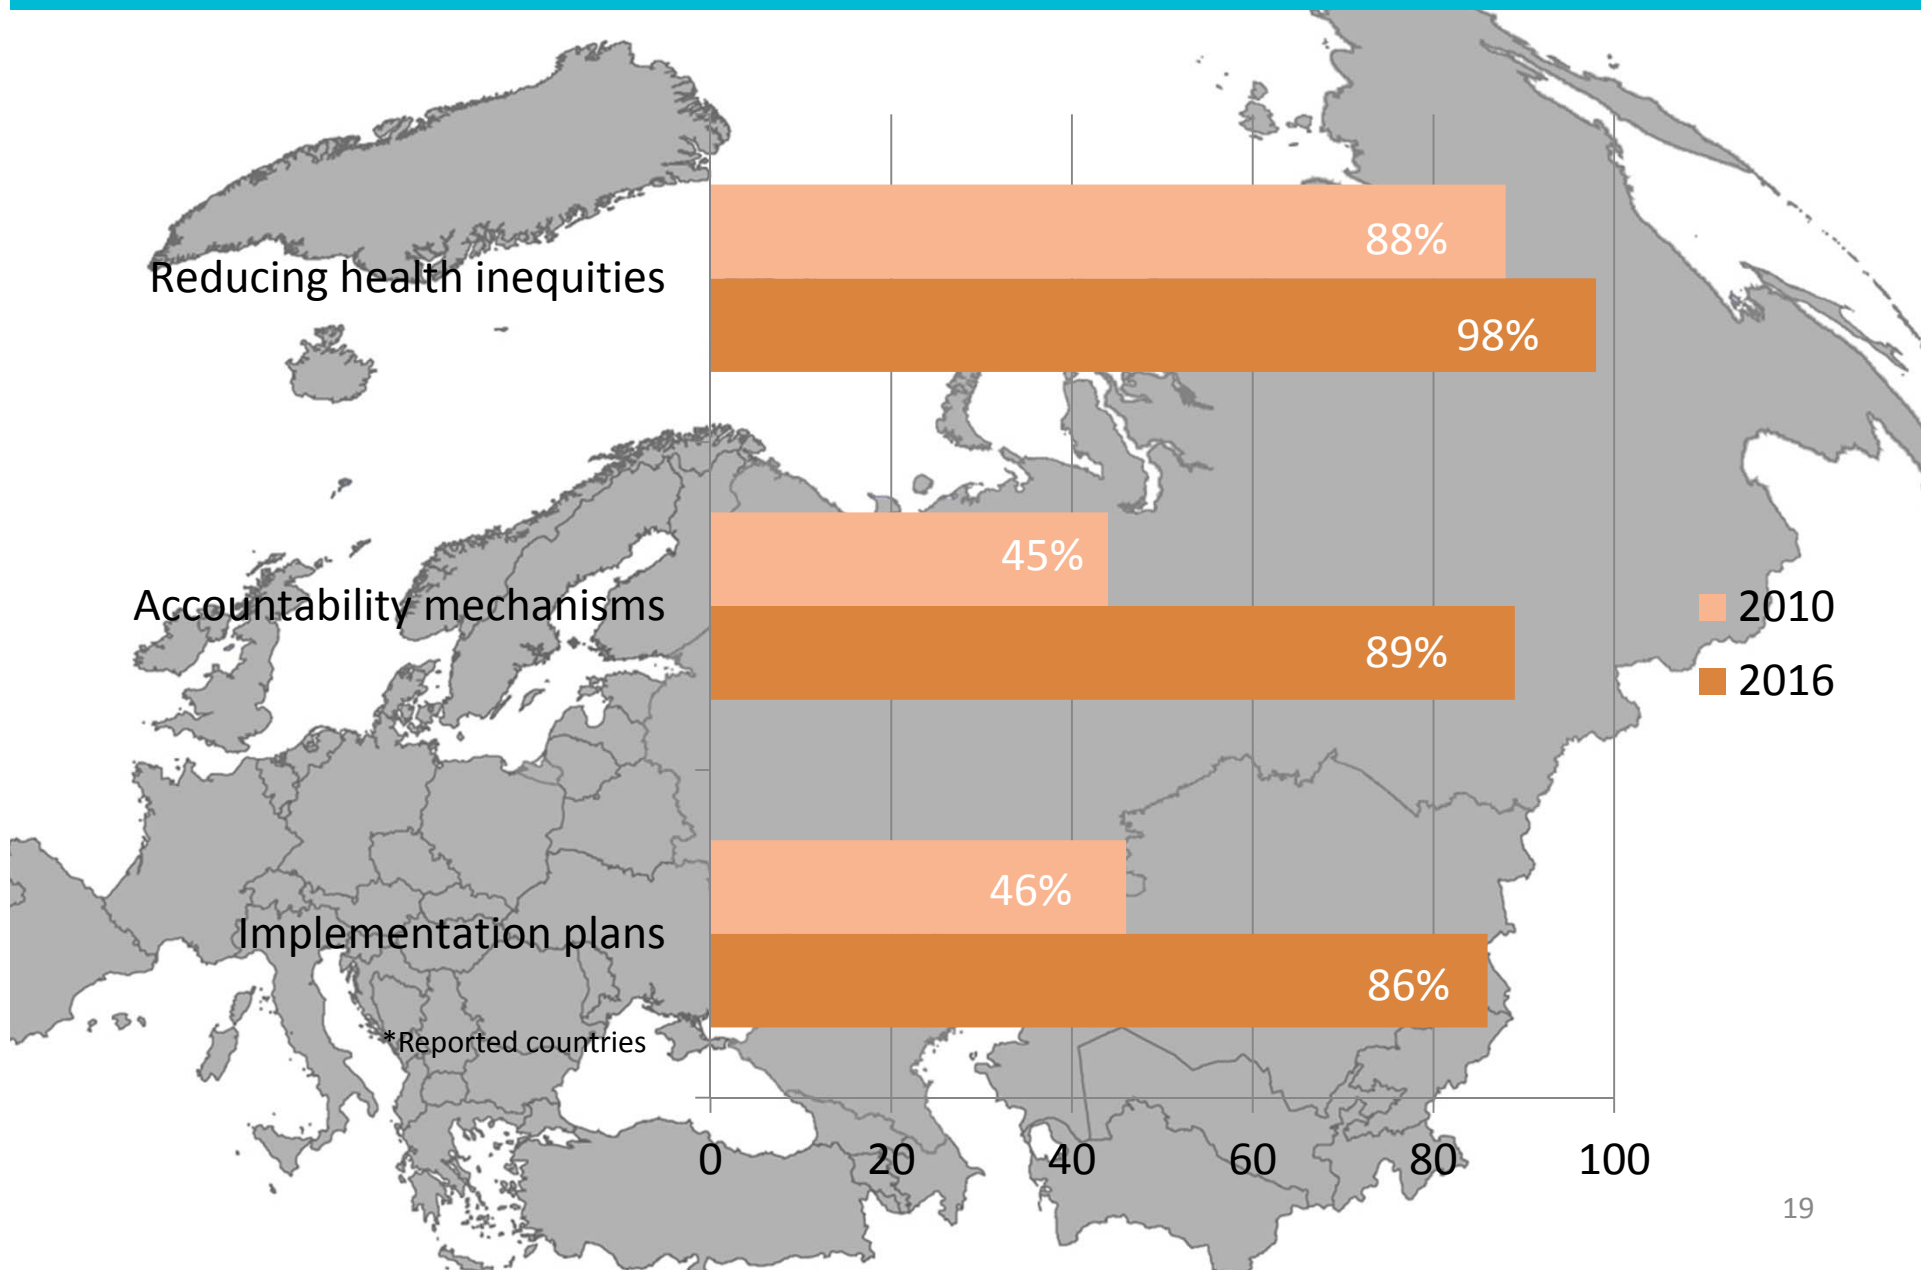 Reducing health inequities
88%
98%
Accountability mechanisms
45%
89%
2010
2016
Implementation plans
46%
86%
*Reported countries
0 20 40 60 80 100
19